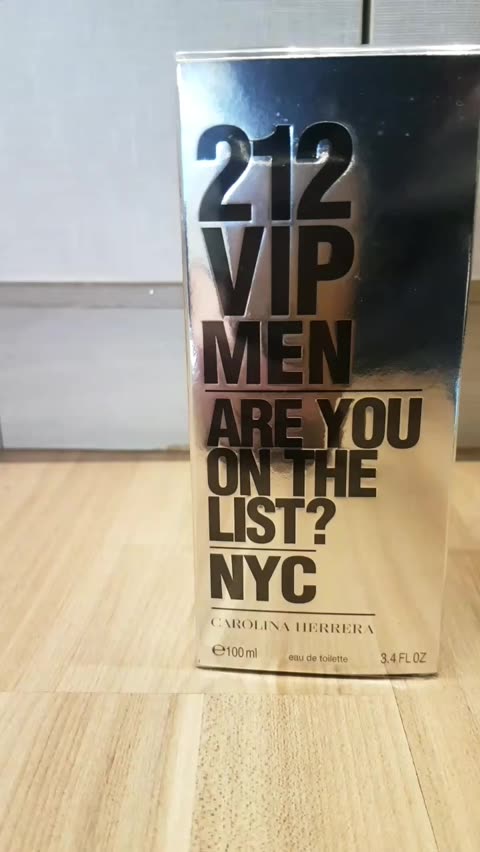 212
VIP
MEN
ARE YOU
ON THE
LIST?
NYC
CAROLINA HERRERA
℮100 ml eau de toilette 3.4 FL OZ